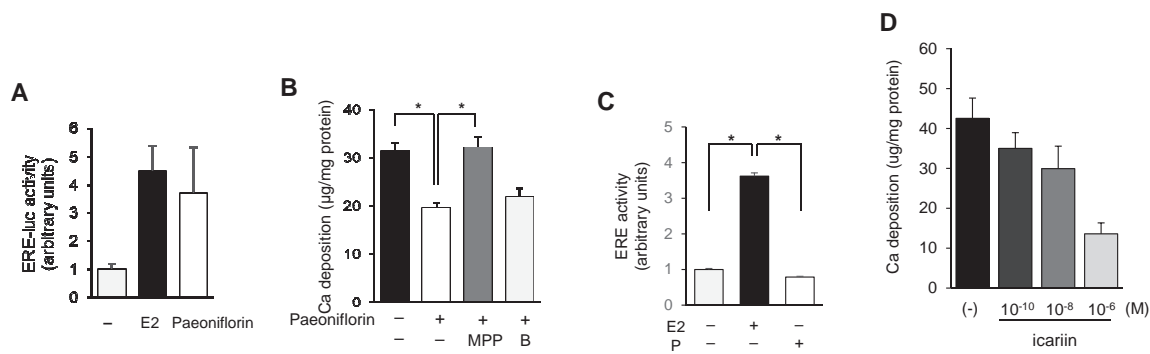 A
ERE-luc activity
(arbitrary units)
6
5
4
3
2
1
0
– E2 Paeoniflorin
B
Ca deposition (µg/mg protein)
40
30
20
10
00
* *
Paeoniflorin – + + +
– – MPP B
C
ERE activity
(arbitrary units)
5
4
3
2
1
0
* *
E2 – + –
P – – +
D
Ca deposition (ug/mg protein)
60
50
40
30
20
10
0
(-) 10-10 10-8 10-6 (M)
icariin